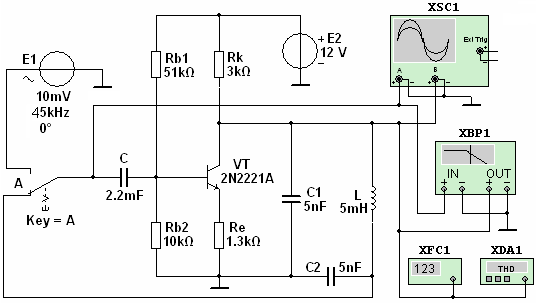 XSC1
E1
10mV
45kHz
0°
Rb1
51kΩ
Rk
3kΩ
+ E2
12 V
Ext Trig
A
B
XBP1
IN
OUT
C
2.2mF
VT
2N2221A
A
Key = A
C1
5nF
L
5mH
Rb2
10kΩ
Re
1.3kΩ
C2
5nF
XFC1
123
XDA1
THD